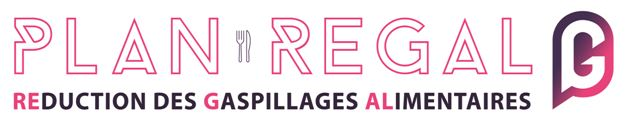 PLAN REGAL
REDUCTION DES GASPILLAGES ALIMENTAIRES
G